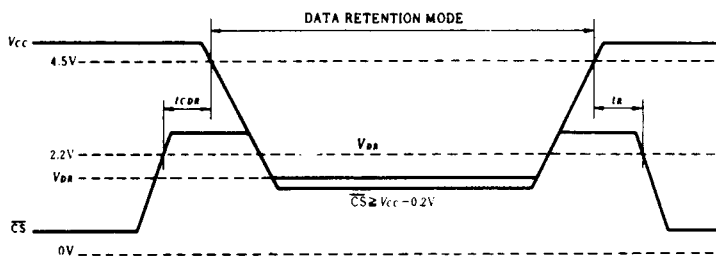 DATA RETENTION MODE
Vcc
4.5V
tCDR
tR
2.2V
VDR
VDR
CS≧Vcc−0.2V
CS
0V